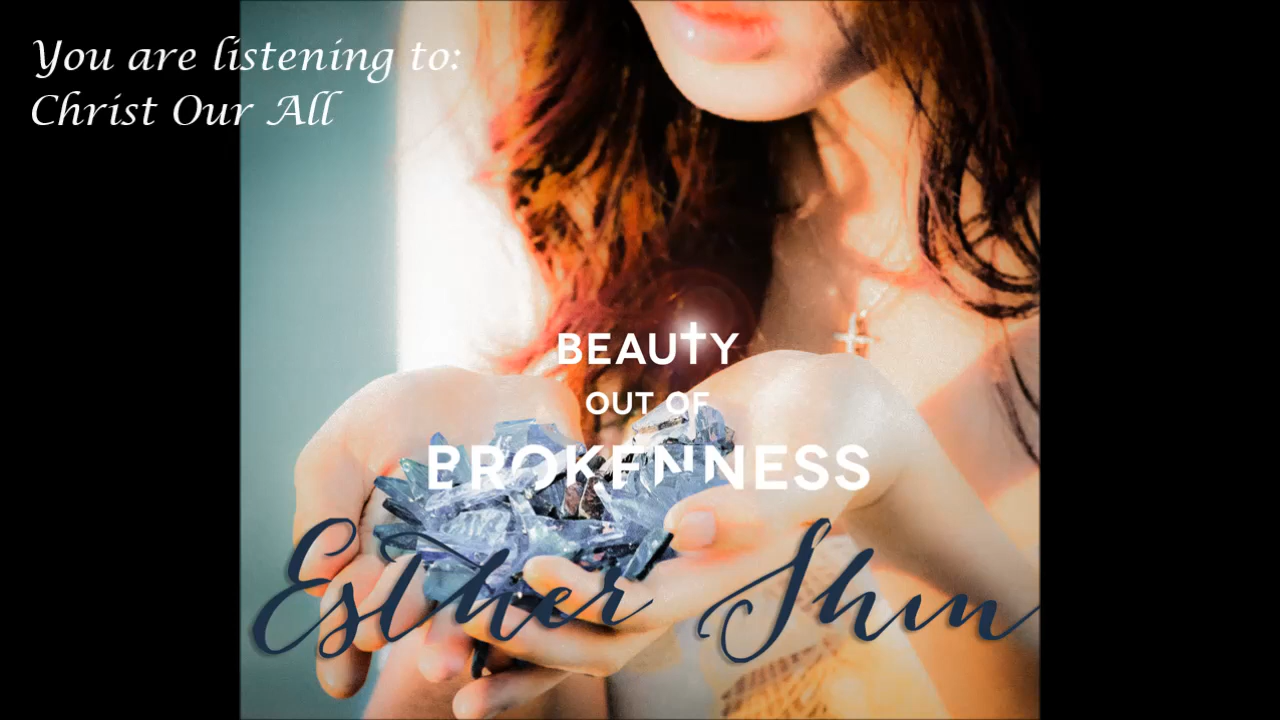 You are listening to:
Christ Our All
BEAUTY
OUT OF
BROKENNESS
Esther Shin